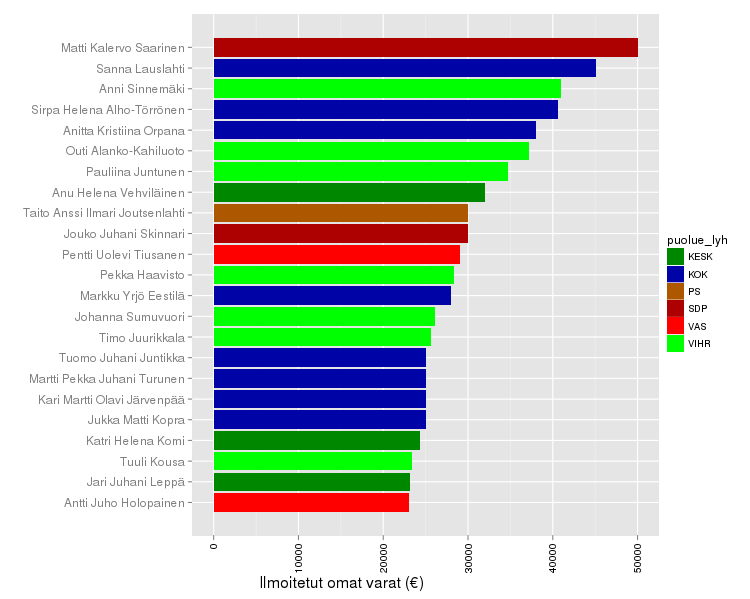 Matti Kalervo Saarinen
Sanna Lauslahti
Anni Sinnemäki
Sirpa Helena Alho-Törrönen
Anitta Kristiina Orpana
Outi Alanko-Kahiluoto
Pauliina Juntunen
Anu Helena Vehviläinen
Taito Anssi Ilmari Joutsenlahti
Jouko Juhani Skinnari
Pentti Uolevi Tiusanen
Pekka Haavisto
Markku Yrjö Eestilä
Johanna Sumuvuori
Timo Juurikkala
Tuomo Juhani Juntikka
Martti Pekka Juhani Turunen
Kari Martti Olavi Järvenpää
Jukka Matti Kopra
Katri Helena Komi
Tuuli Kousa
Jari Juhani Leppä
Antti Juho Holopainen
0
10000
20000
30000
40000
50000
Ilmoitetut omat varat (€)
puolue_lyh
KESK
KOK
PS
SDP
VAS
VIHR